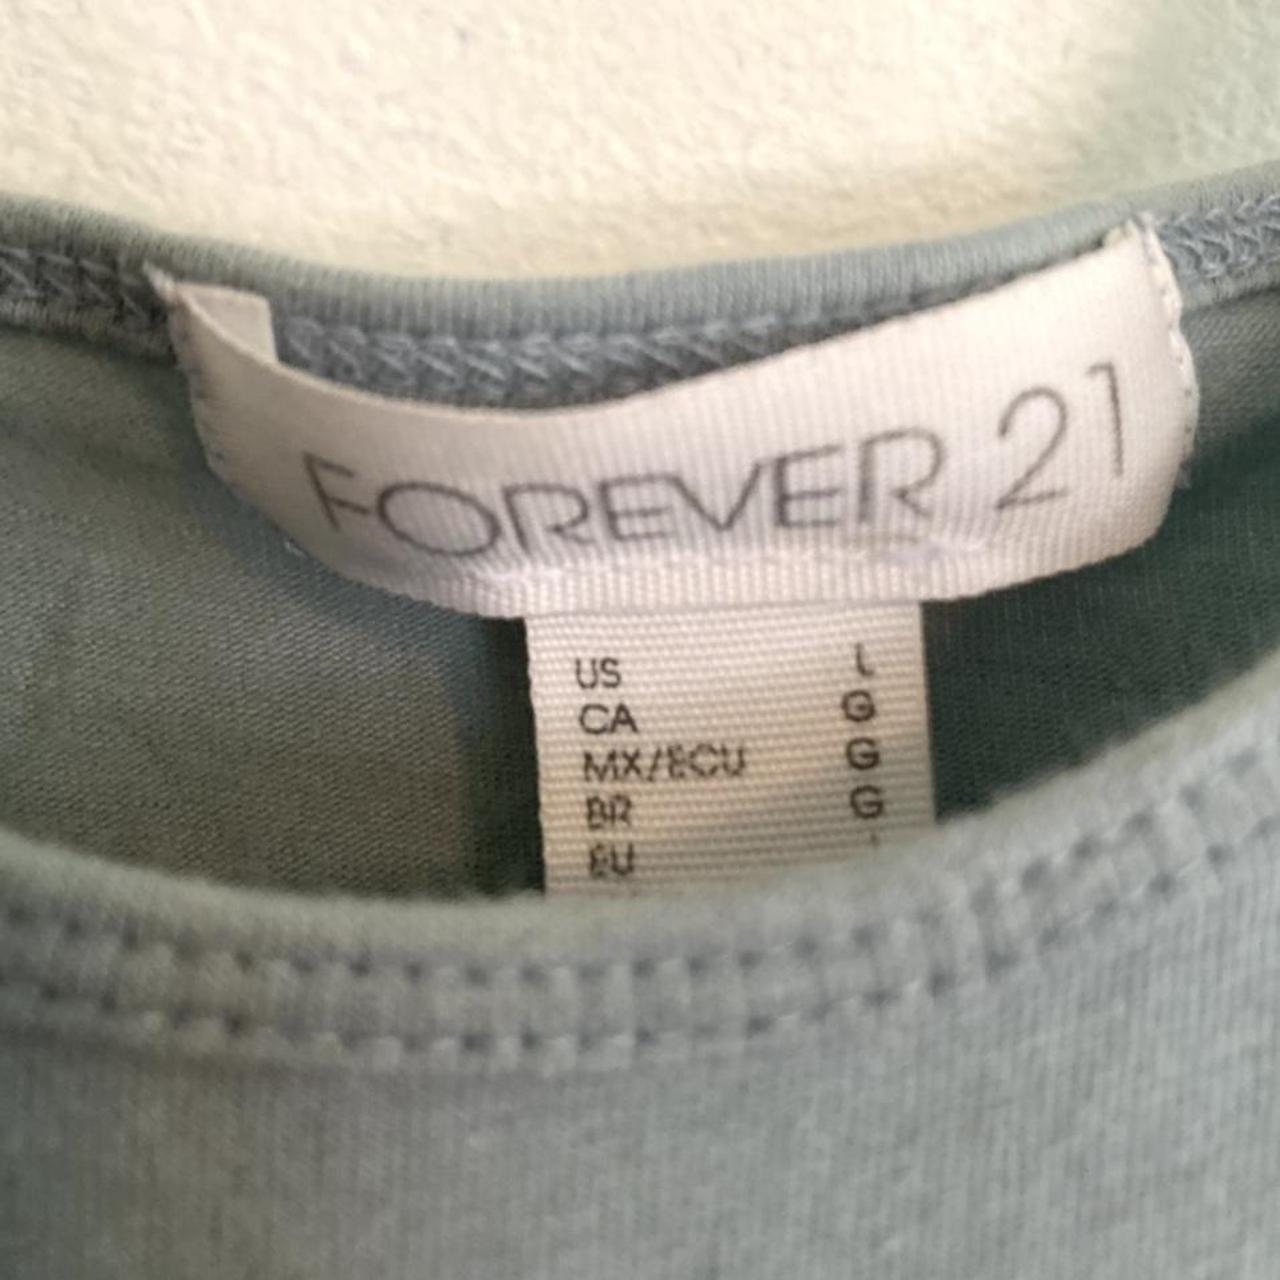 FOREVER 21
US L
CA G
MX/ECU G
BR G
EU